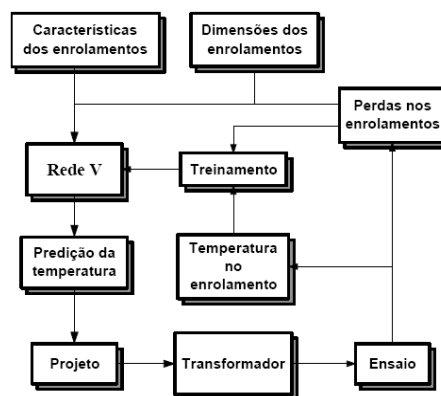 Características
dos enrolamentos
Dimensões dos
enrolamentos
Perdas nos
enrolamentos
Rede V
Treinamento
Predição da
temperatura
Temperatura
no
enrolamento
Projeto
Transformador
Ensaio